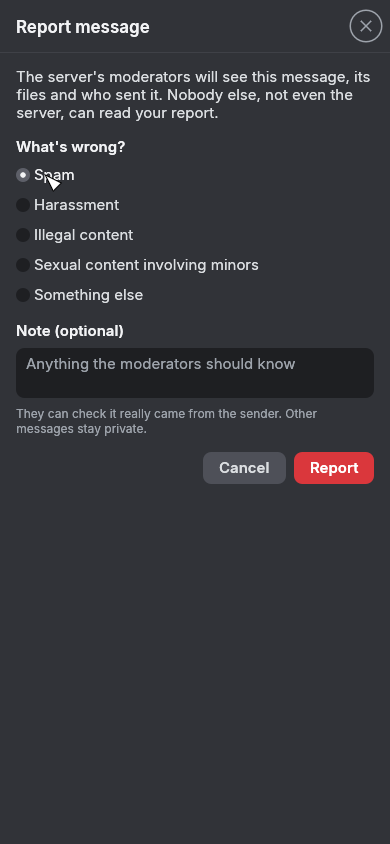 Report message
The server's moderators will see this message, its
files and who sent it. Nobody else, not even the
server, can read your report.
What's wrong?
Spam
Harassment
Illegal content
Sexual content involving minors
Something else
Note (optional)
Anything the moderators should know
They can check it really came from the sender. Other
messages stay private.
Cancel Report